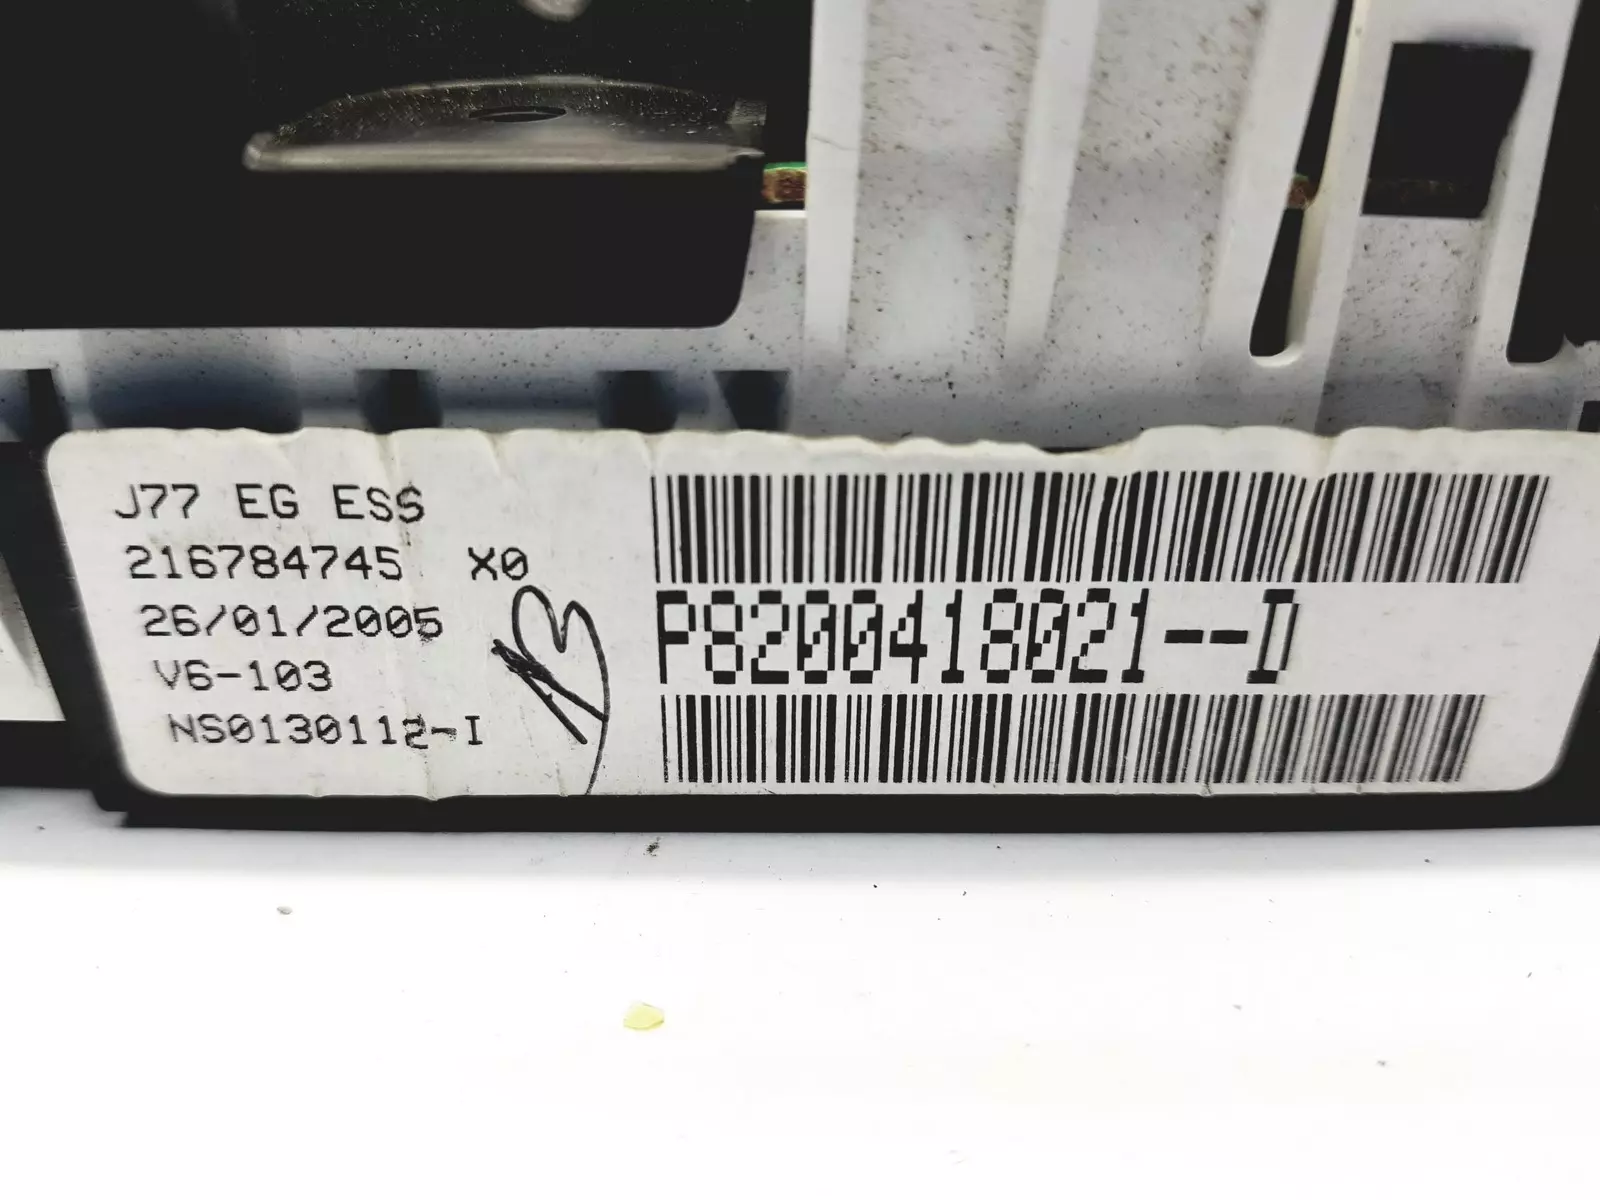 J77 EG ESS
216784745 X0
26/01/2005
V6-103
NS0130112-I
P8200418021--D